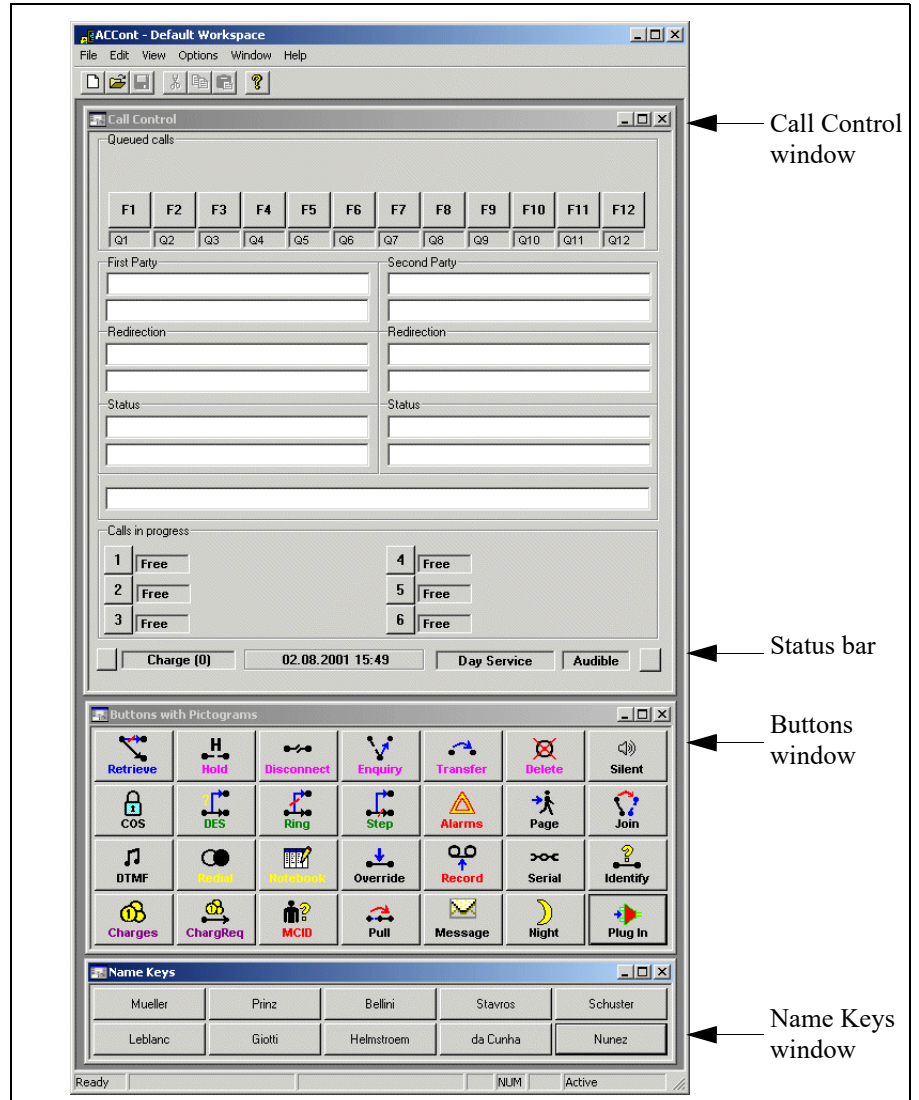 ACCont - Default Workspace
File Edit View Options Window Help
Call Control
Call Control window
Queued calls
F1 F2 F3 F4 F5 F6 F7 F8 F9 F10 F11 F12
Q1 Q2 Q3 Q4 Q5 Q6 Q7 Q8 Q9 Q10 Q11 Q12
First Party Second Party
Redirection Redirection
Status Status
Calls in progress
1 Free 4 Free
2 Free 5 Free
3 Free 6 Free
Charge (0) 02.08.2001 15:49 Day Service Audible
Status bar
Buttons with Pictograms
Buttons window
H
Retrieve Hold Disconnect Enquiry Transfer Delete Silent
COS DES Ring Step Alarms Page Join
DTMF Redial Notebook Override Record Serial Identify
Charges ChargReq MCID Pull Message Night Plug In
Name Keys
Mueller Prinz Bellini Stavros Schuster
Leblanc Giotti Helmstroem da Cunha Nunez
Name Keys window
Ready NUM Active